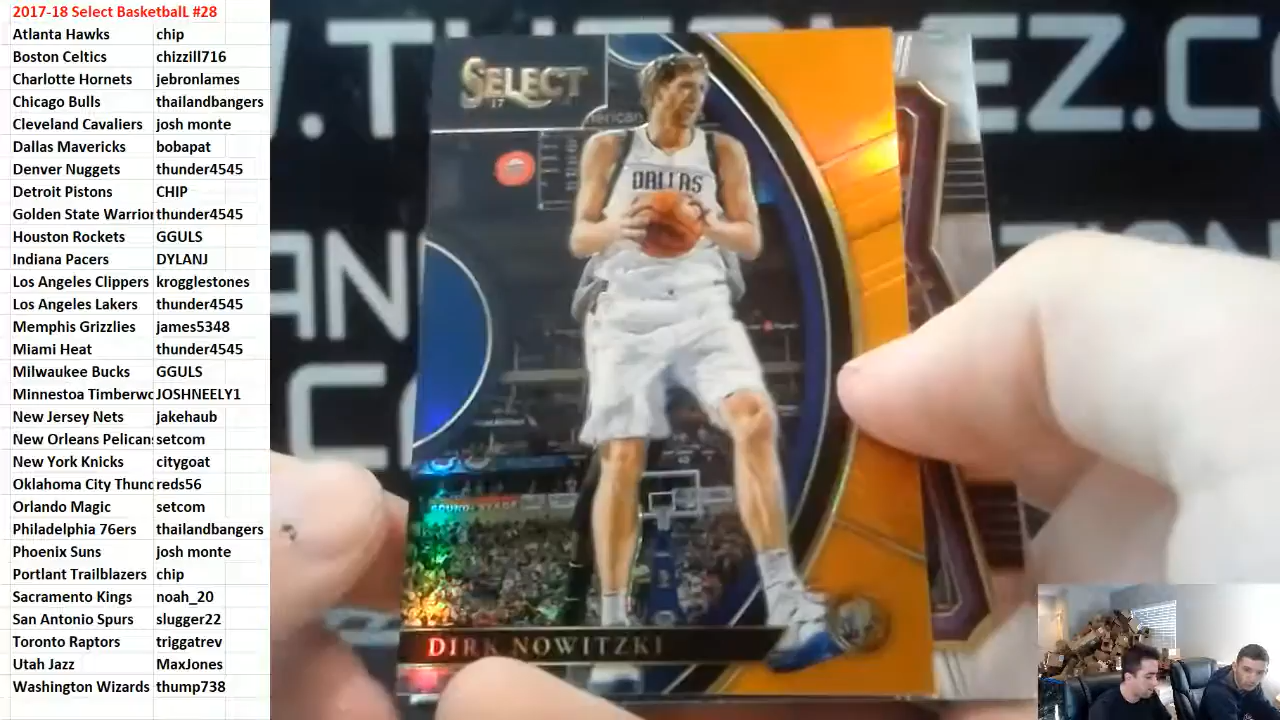 2017-18 Select BasketbalL #28
Atlanta Hawks chip
Boston Celtics chizzill716
Charlotte Hornets jebronlames
Chicago Bulls thailandbangers
Cleveland Cavaliers josh monte
Dallas Mavericks bobapat
Denver Nuggets thunder4545
Detroit Pistons CHIP
Golden State Warrior thunder4545
Houston Rockets GGULS
Indiana Pacers DYLANJ
Los Angeles Clippers krogglestones
Los Angeles Lakers thunder4545
Memphis Grizzlies james5348
Miami Heat thunder4545
Milwaukee Bucks GGULS
Minnestoa Timberwo JOSHNEELY1
New Jersey Nets jakehaub
New Orleans Pelicans setcom
New York Knicks citygoat
Oklahoma City Thund reds56
Orlando Magic setcom
Philadelphia 76ers thailandbangers
Phoenix Suns josh monte
Portlant Trailblazers chip
Sacramento Kings noah_20
San Antonio Spurs slugger22
Toronto Raptors triggatrev
Utah Jazz MaxJones
Washington Wizards thump738
SELECT
17
DALLAS
DIRK NOWITZKI